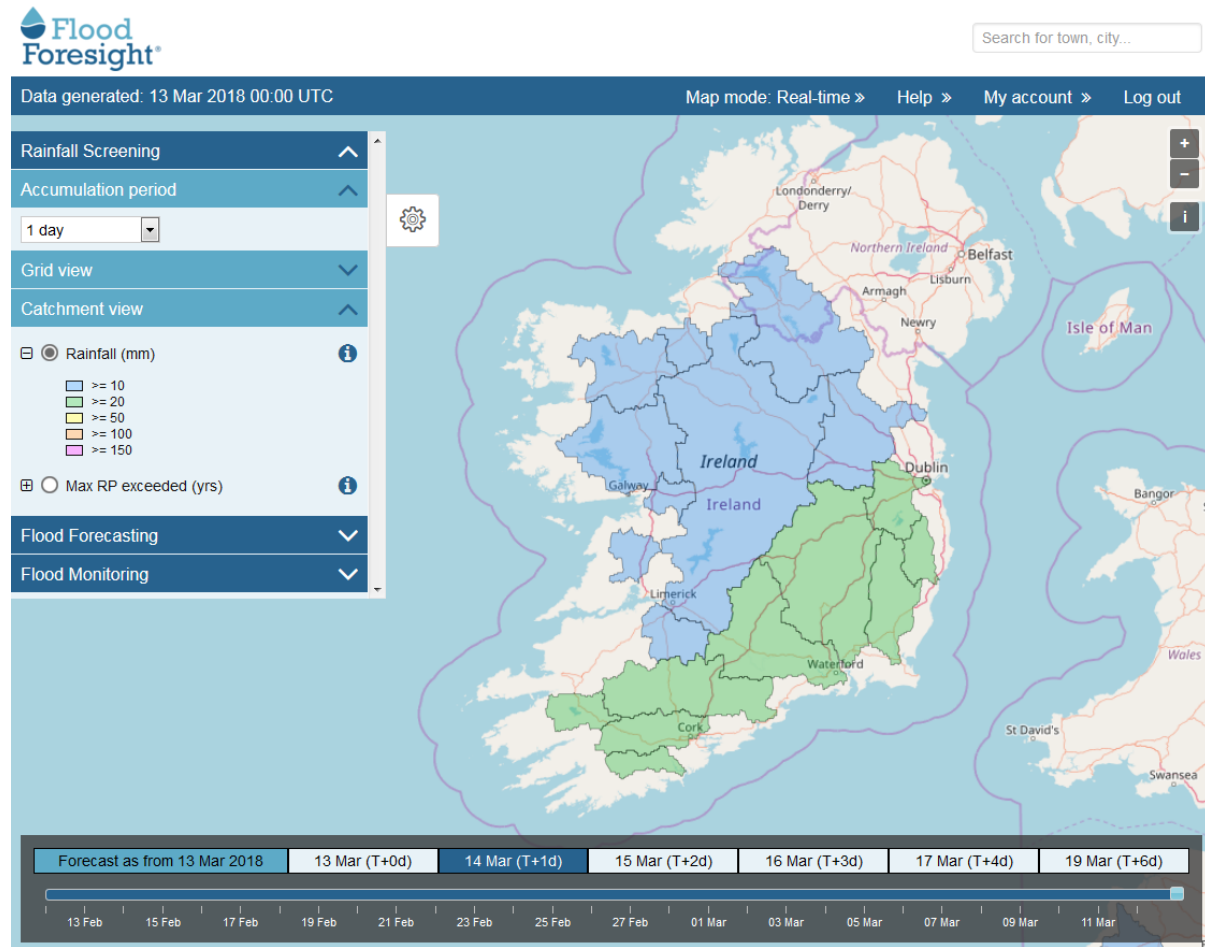 Flood
Foresight®
Search for town, city...
Data generated: 13 Mar 2018 00:00 UTC
Map mode: Real-time »
Help »
My account »
Log out
Rainfall Screening
Accumulation period
1 day
Grid view
Catchment view
Rainfall (mm)
>= 10
>= 20
>= 50
>= 100
>= 150
Max RP exceeded (yrs)
Flood Forecasting
Flood Monitoring
+
-
i
Londonderry/
Derry
Northern Ireland
Belfast
Lisburn
Armagh
Newry
Isle of Man
Ireland
Dublin
Galway
Ireland
Bangor
Limerick
Waterford
Wales
Cork
St David's
Swansea
Forecast as from 13 Mar 2018
13 Mar (T+0d)
14 Mar (T+1d)
15 Mar (T+2d)
16 Mar (T+3d)
17 Mar (T+4d)
19 Mar (T+6d)
13 Feb
15 Feb
17 Feb
19 Feb
21 Feb
23 Feb
25 Feb
27 Feb
01 Mar
03 Mar
05 Mar
07 Mar
09 Mar
11 Mar